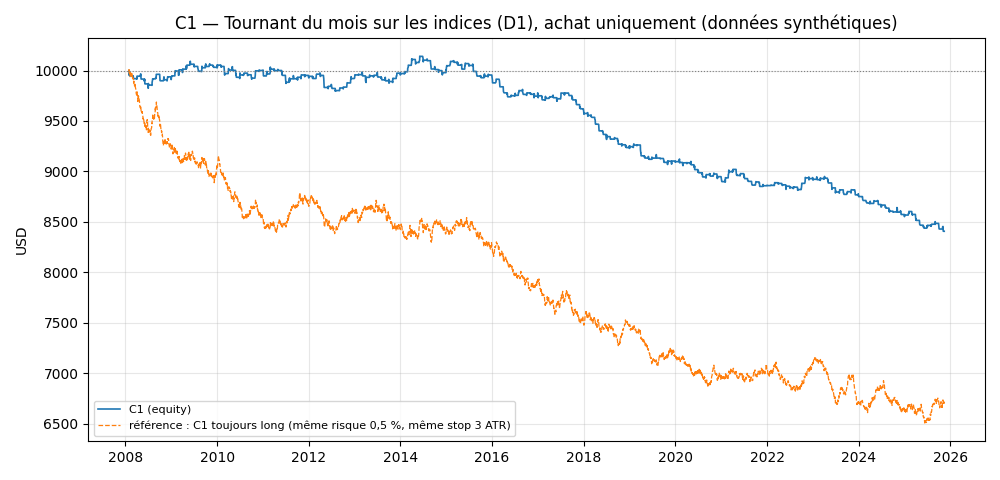 C1 — Tournant du mois sur les indices (D1), achat uniquement (données synthétiques)
USD
10000
9500
9000
8500
8000
7500
7000
6500
C1 (equity)
référence : C1 toujours long (même risque 0,5 %, même stop 3 ATR)
2008 2010 2012 2014 2016 2018 2020 2022 2024 2026